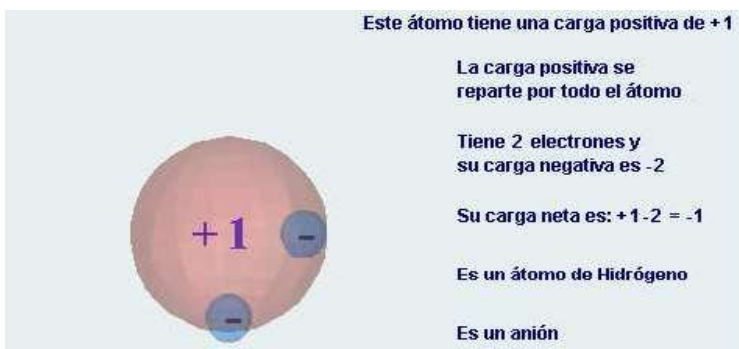 Este átomo tiene una carga positiva de +1
La carga positiva se
reparte por todo el átomo
Tiene 2 electrones y
su carga negativa es -2
+1
-
Su carga neta es: +1-2 = -1
Es un átomo de Hidrógeno
-
Es un anión